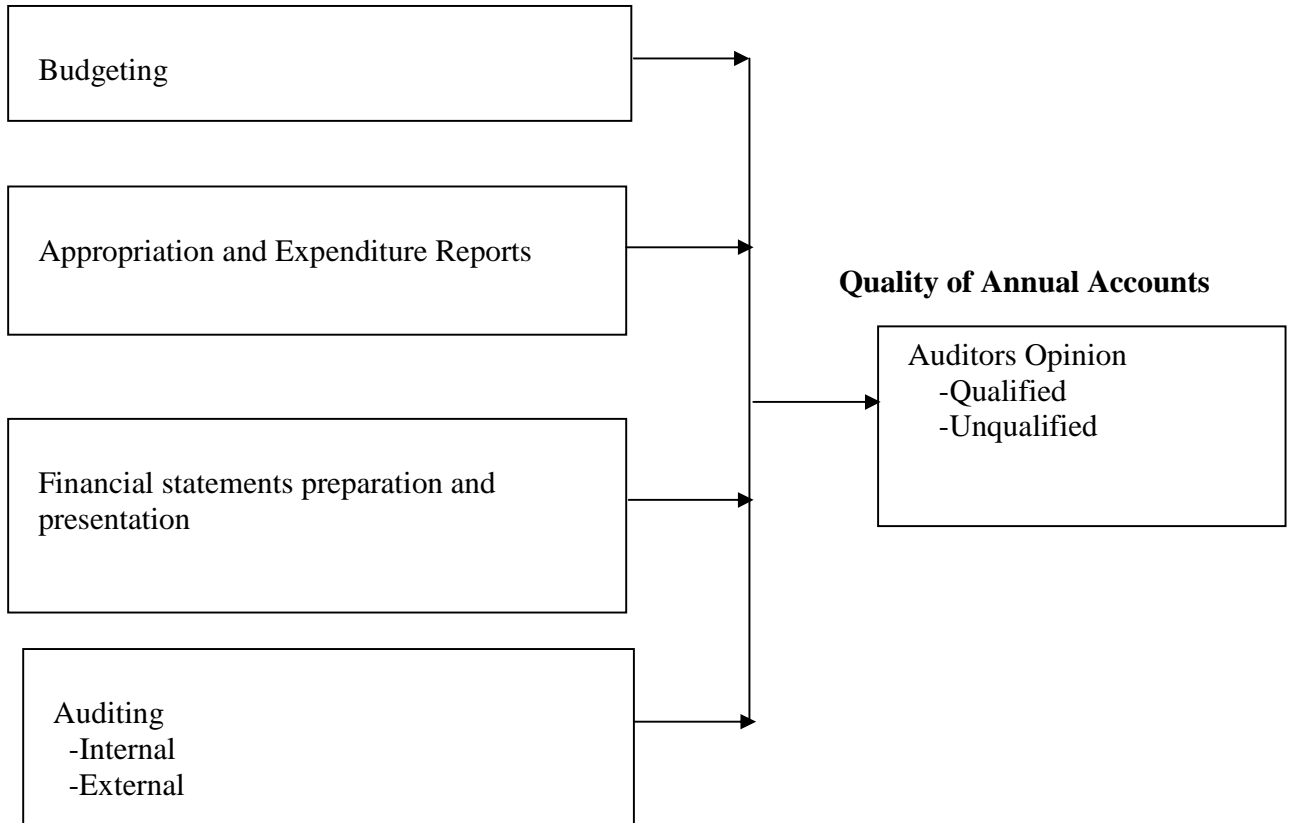 Budgeting
Appropriation and Expenditure Reports
Financial statements preparation and
presentation
Auditing
-Internal
-External
Quality of Annual Accounts
Auditors Opinion
-Qualified
-Unqualified